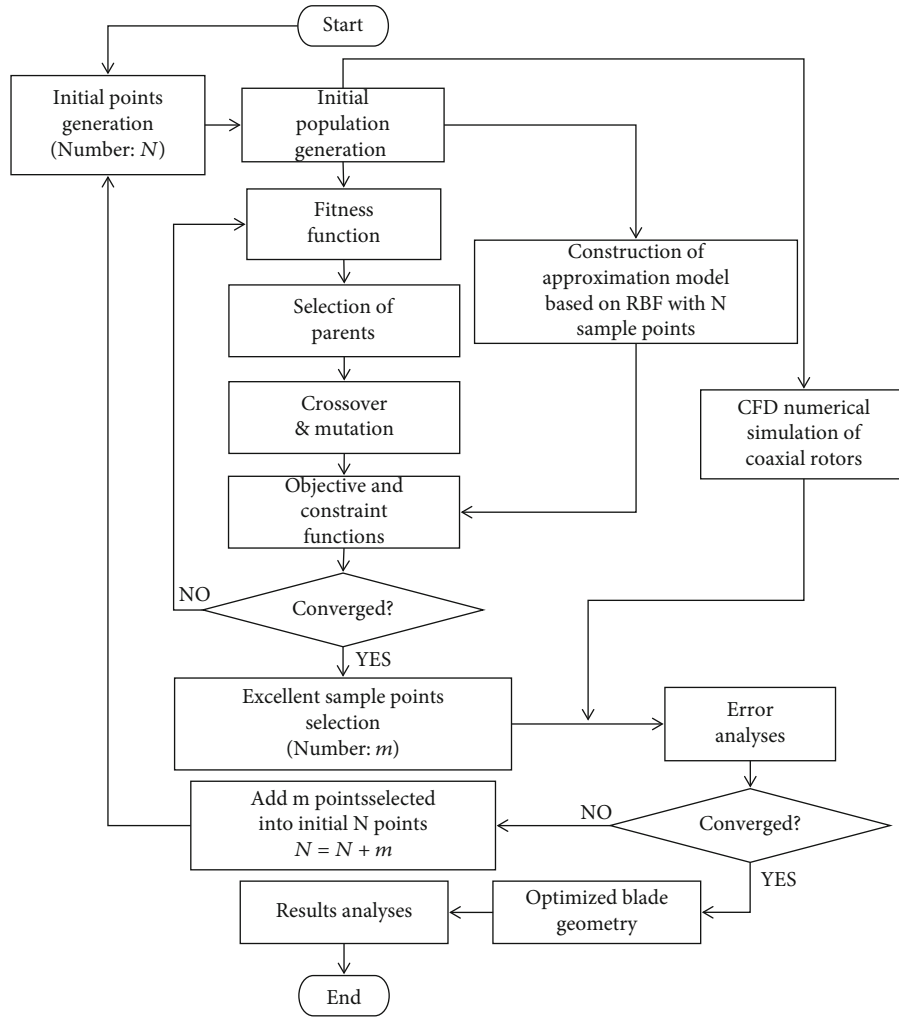 Start
Initial points
generation
(Number: N)
Initial
population
generation
Fitness
function
Construction of
approximation model
based on RBF with N
sample points
Selection of
parents
Crossover
& mutation
CFD numerical
simulation of
coaxial rotors
Objective and
constraint
functions
NO
Converged?
YES
Excellent sample points
selection
(Number: m)
Error
analyses
Add m pointsselected
into initial N points
N = N + m
NO
Converged?
YES
Results analyses
Optimized blade
geometry
End